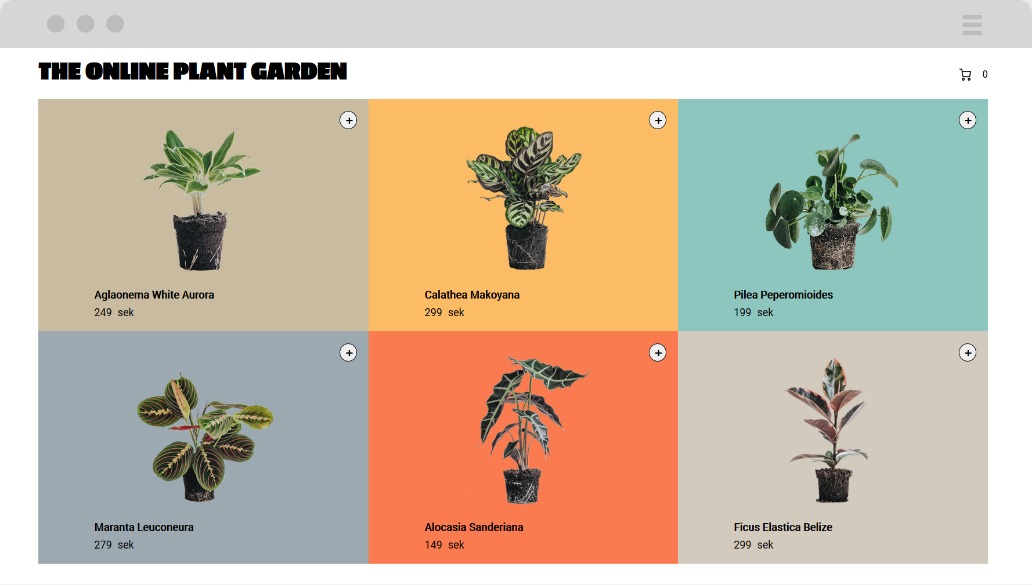 THE ONLINE PLANT GARDEN
0
+
+
+
Aglaonema White Aurora
249 sek
Calathea Makoyana
299 sek
Pilea Peperomioides
199 sek
+
+
+
Maranta Leuconeura
279 sek
Alocasia Sanderiana
149 sek
Ficus Elastica Belize
299 sek